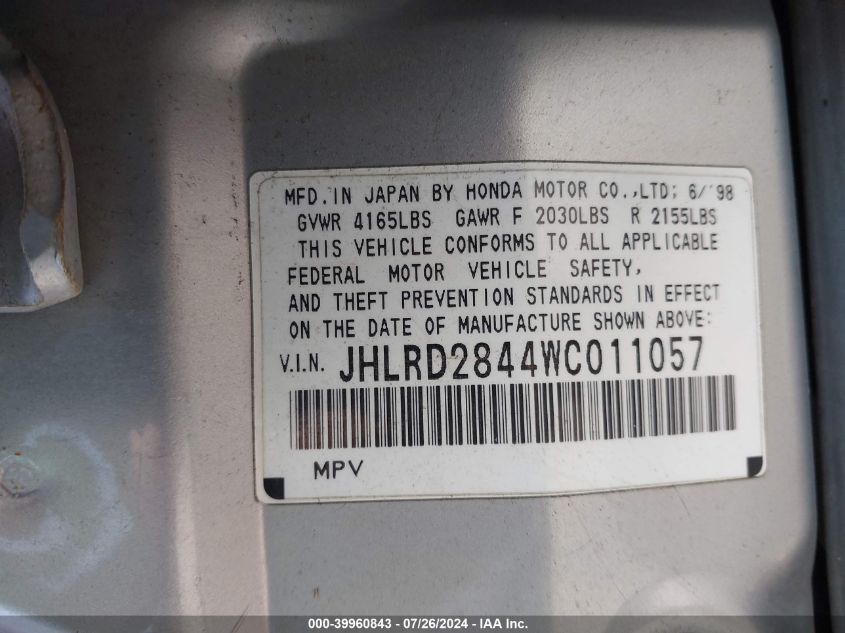 MFD. IN JAPAN BY HONDA MOTOR CO.,LTD; 6/'98
GVWR 4165LBS GAWR F 2030LBS R 2155LBS
THIS VEHICLE CONFORMS TO ALL APPLICABLE
FEDERAL MOTOR VEHICLE SAFETY,
AND THEFT PREVENTION STANDARDS IN EFFECT
ON THE DATE OF MANUFACTURE SHOWN ABOVE:
V.I.N. JHLRD2844WC011057
MPV
000-39960843 - 07/26/2024 - IAA Inc.